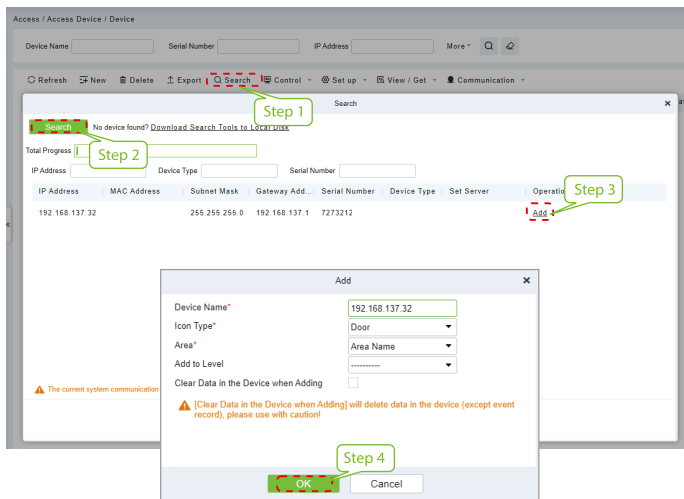 Access / Access Device / Device
Device Name Serial Number IP Address More
Refresh New Delete Export Search Control Set up View / Get Communication
Search
Step 1
Search No device found? Download Search Tools to Local Disk
Step 2
Total Progress
IP Address Device Type Serial Number
IP Address MAC Address Subnet Mask Gateway Add... Serial Number Device Type Set Server
Step 3
192.168.137.32 255.255.255.0 192.168.137.1 7273212 Add
Add
Device Name* 192.168.137.32
Icon Type* Door
Area* Area Name
Add to Level ----------
Clear Data in the Device when Adding
The current system communication
[Clear Data in the Device when Adding] will delete data in the device (except event
record), please use with caution!
Step 4
OK Cancel